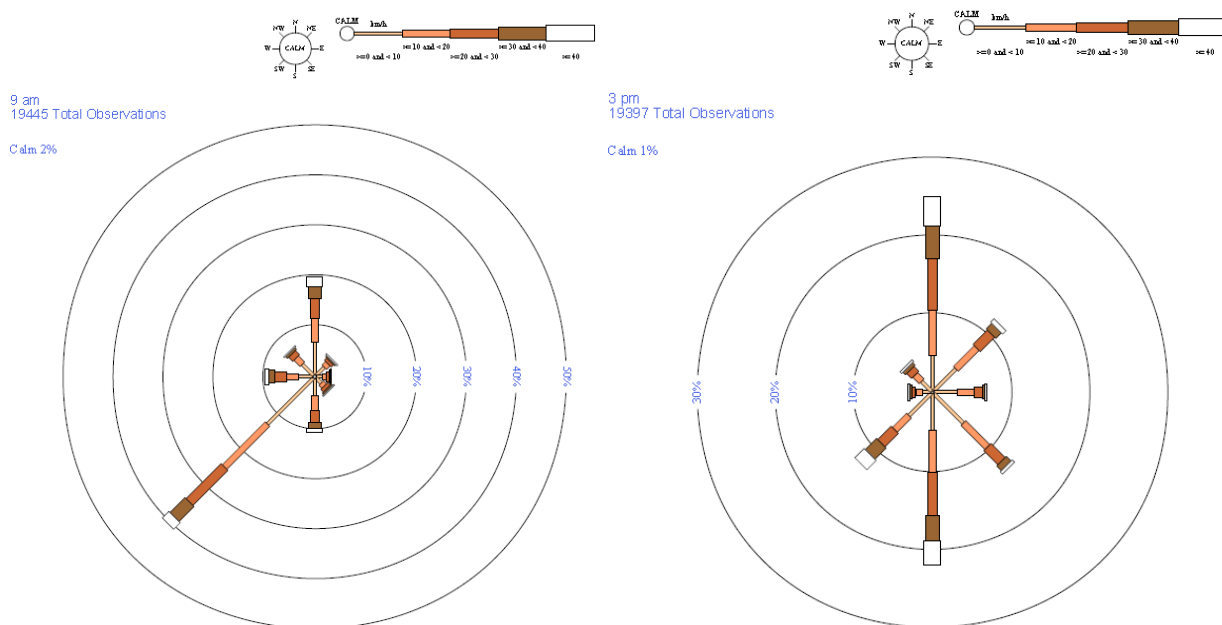 N
NW NE
W CALM E
SW SE
S
CALM km/h >=10 and < 20 >=30 and <40
>=0 and < 10 >=20 and < 30 >=40
9 am
19445 Total Observations
Calm 2%
10% 20% 30% 40% 50%
N
NW NE
W CALM E
SW SE
S
CALM km/h >=10 and < 20 >=30 and <40
>=0 and < 10 >=20 and < 30 >=40
3 pm
19397 Total Observations
Calm 1%
30% 20% 10%